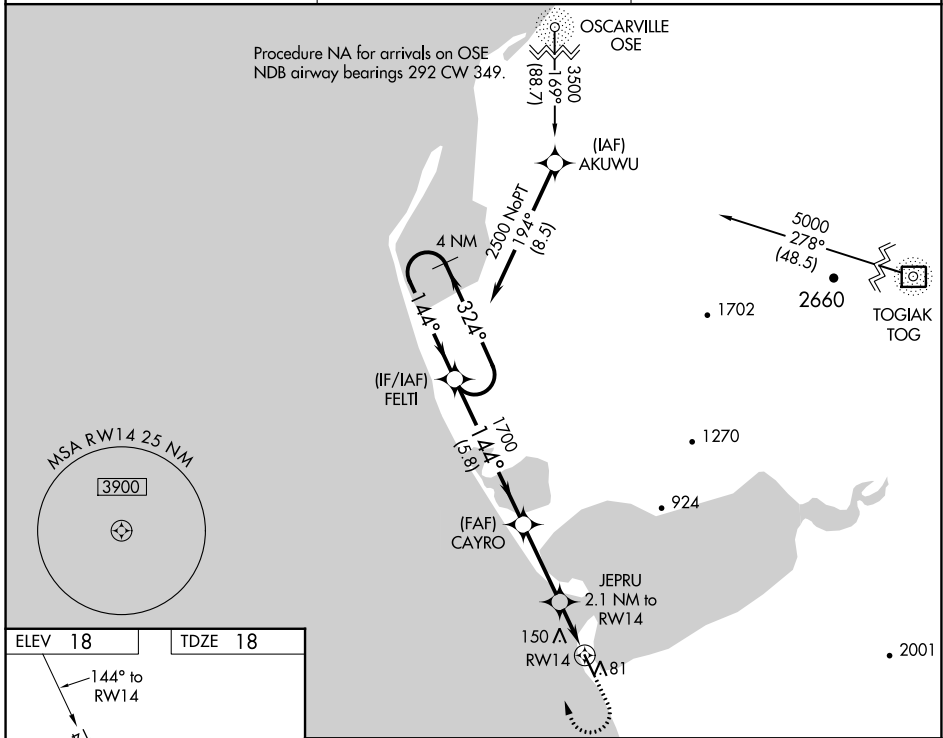 OSCARVILLE
OSE
Procedure NA for arrivals on OSE
NDB airway bearings 292 CW 349.
3500
169°
(88.7)
(IAF)
AKUWU
2500 NoPT
194°
(8.5)
5000
278°
(48.5)
2660
TOGIAK
TOG
4 NM
144°
324°
1702
(IF/IAF)
FELTI
1700
144°
(5.8)
1270
MSA RW14 25 NM
3900
924
(FAF)
CAYRO
JEPRU
2.1 NM to
RW14
150
RW14
81
2001
ELEV 18
TDZE 18
144° to
RW14